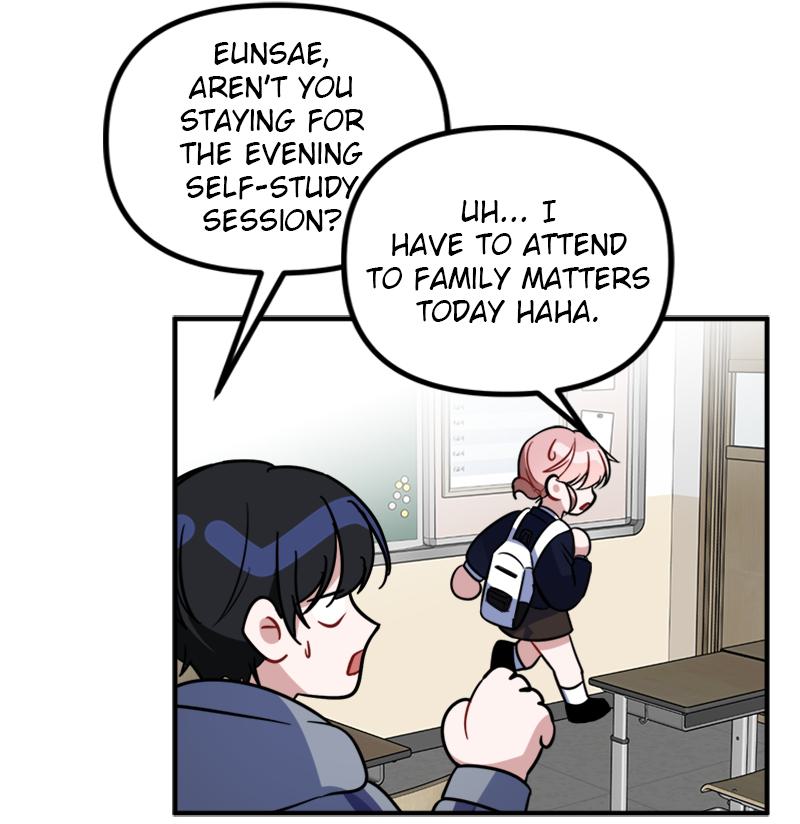 EUNSAE,
AREN'T YOU
STAYING FOR
THE EVENING
SELF-STUDY
SESSION?
UH... I
HAVE TO ATTEND
TO FAMILY MATTERS
TODAY HAHA.